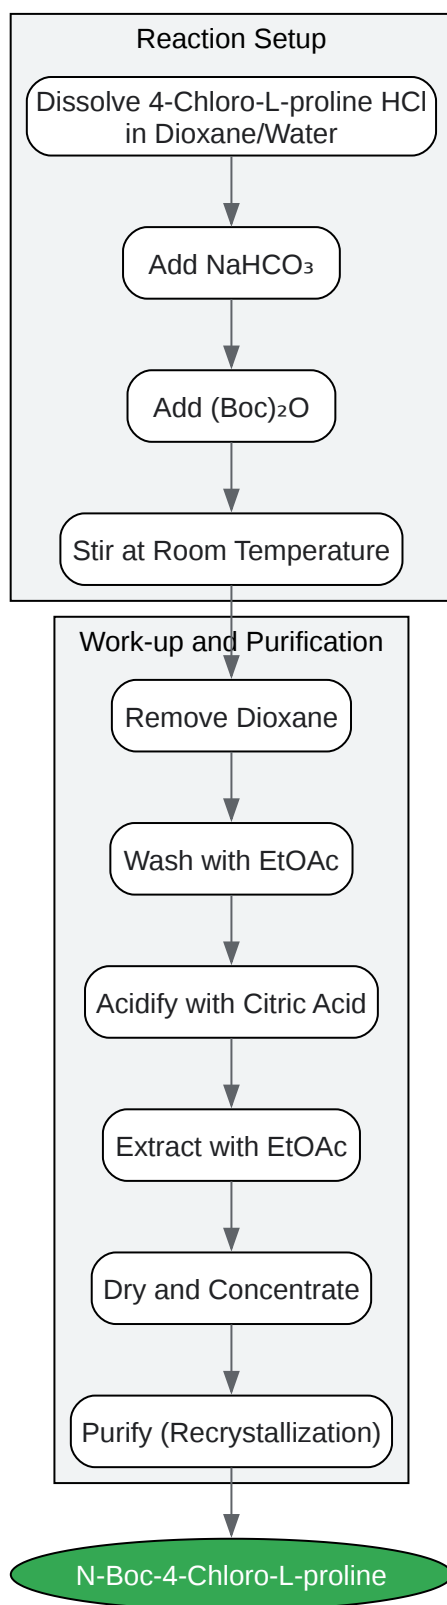 Reaction Setup
Dissolve 4-Chloro-L-proline HCl
in Dioxane/Water
Add NaHCO₃
Add (Boc)₂O
Stir at Room Temperature
Work-up and Purification
Remove Dioxane
Wash with EtOAc
Acidify with Citric Acid
Extract with EtOAc
Dry and Concentrate
Purify (Recrystallization)
N-Boc-4-Chloro-L-proline